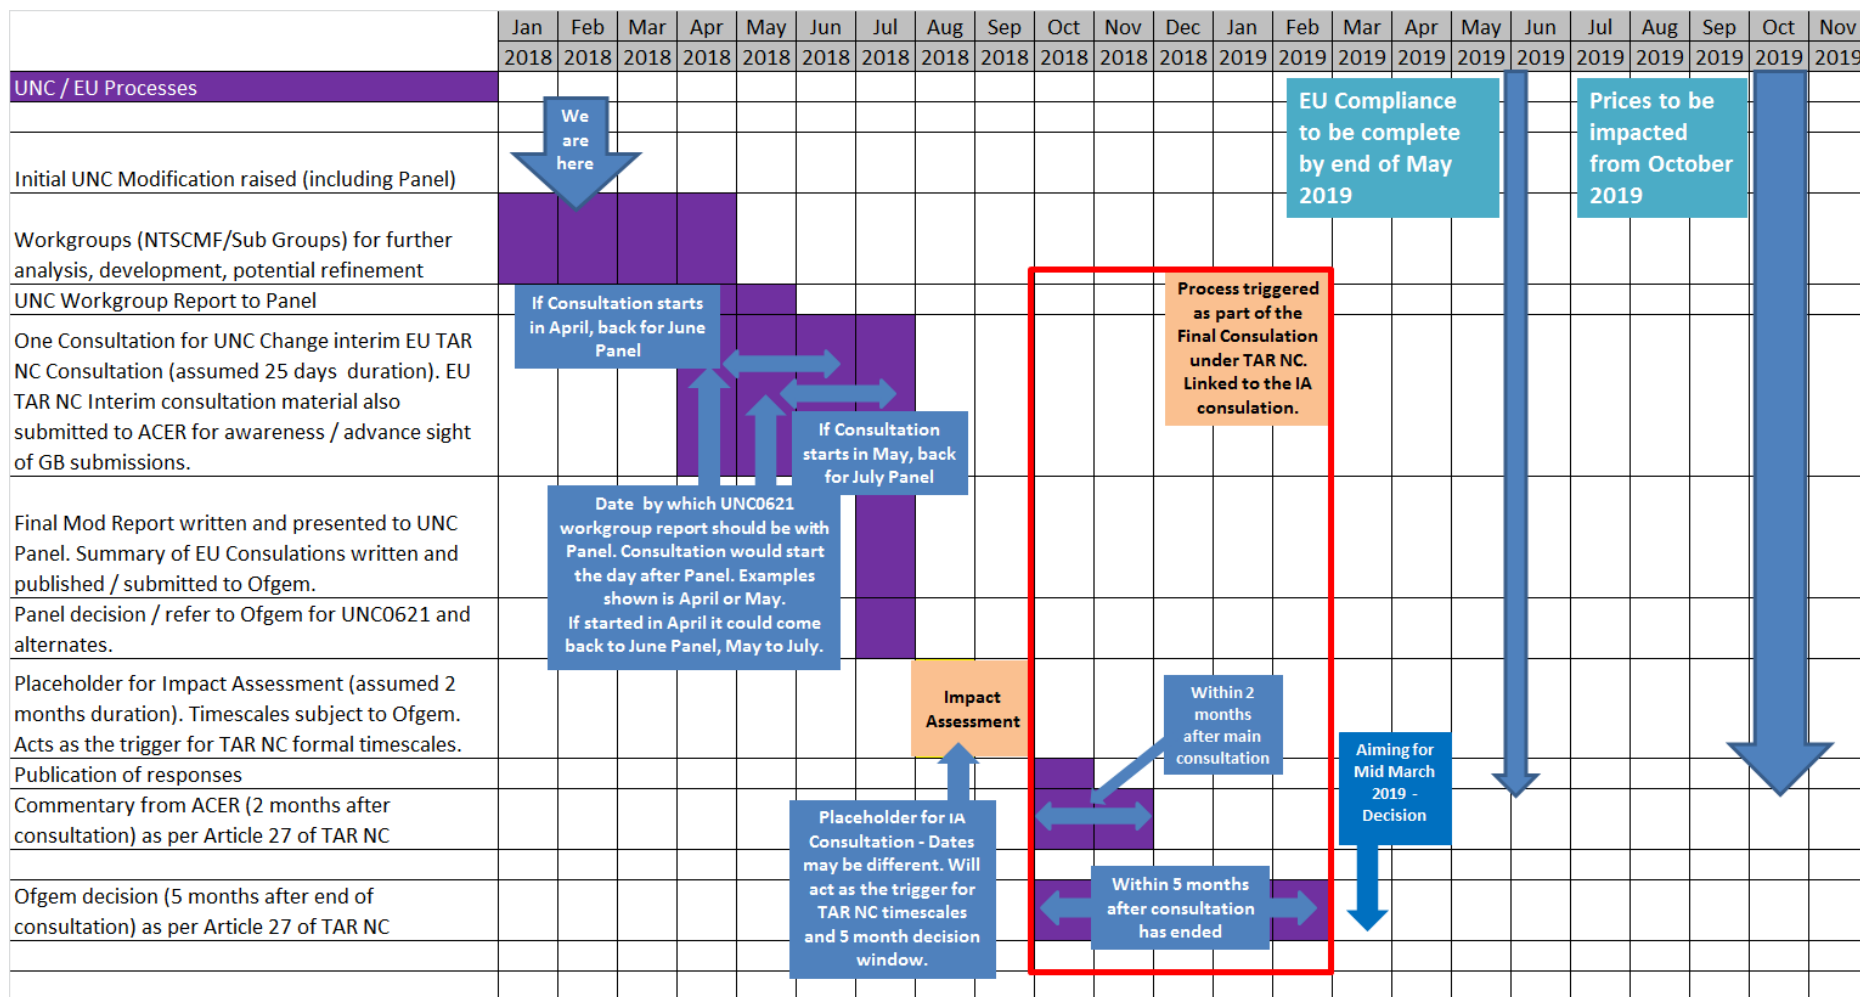 Jan Feb Mar Apr May Jun Jul Aug Sep Oct Nov Dec Jan Feb Mar Apr May Jun Jul Aug Sep Oct Nov
2018 2018 2018 2018 2018 2018 2018 2018 2018 2018 2018 2018 2019 2019 2019 2019 2019 2019 2019 2019 2019 2019 2019
UNC / EU Processes
We
are
here
EU Compliance
to be complete
by end of May
2019
Prices to be
impacted
from October
2019
Initial UNC Modification raised (including Panel)
Workgroups (NTSCMF/Sub Groups) for further
analysis, development, potential refinement
UNC Workgroup Report to Panel
If Consultation starts
in April, back for June
Panel
Process triggered
as part of the
Final Consulation
under TAR NC.
Linked to the IA
consulation.
One Consultation for UNC Change interim EU TAR
NC Consultation (assumed 25 days duration). EU
TAR NC Interim consultation material also
submitted to ACER for awareness / advance sight
of GB submissions.
If Consultation
starts in May, back
for July Panel
Date by which UNC0621
workgroup report should be with
Panel. Consultation would start
the day after Panel. Examples
shown is April or May.
If started in April it could come
back to June Panel, May to July.
Final Mod Report written and presented to UNC
Panel. Summary of EU Consulations written and
published / submitted to Ofgem.
Panel decision / refer to Ofgem for UNC0621 and
alternates.
Placeholder for Impact Assessment (assumed 2
months duration). Timescales subject to Ofgem.
Acts as the trigger for TAR NC formal timescales.
Impact
Assessment
Within 2
months
after main
consultation
Aiming for
Mid March
2019 -
Decision
Publication of responses
Commentary from ACER (2 months after
consultation) as per Article 27 of TAR NC
Placeholder for IA
Consultation - Dates
may be different. Will
act as the trigger for
TAR NC timescales
and 5 month decision
window.
Ofgem decision (5 months after end of
consultation) as per Article 27 of TAR NC
Within 5 months
after consultation
has ended